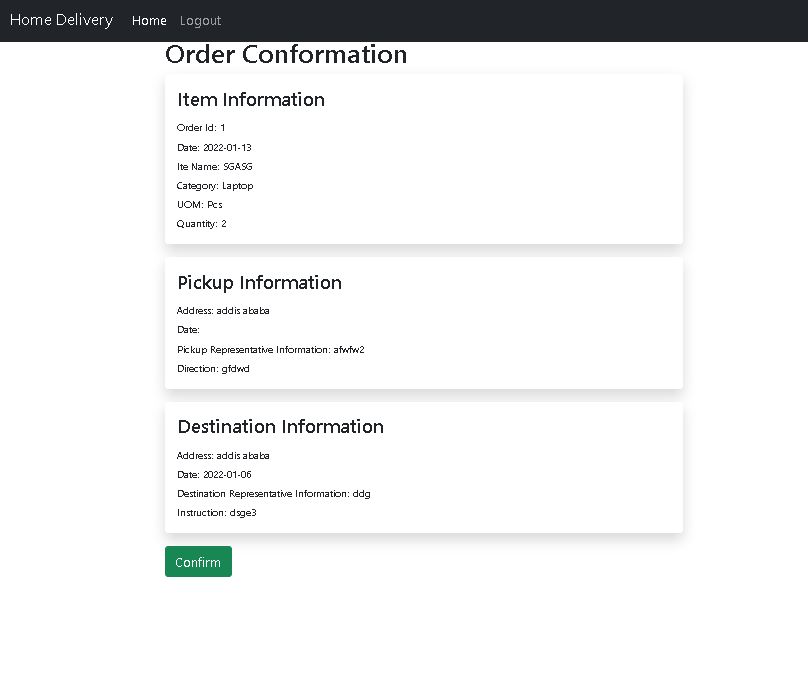 Home Delivery Home Logout
Order Conformation
Item Information
Order Id: 1
Date: 2022-01-13
Ite Name: SGASG
Category: Laptop
UOM: Pcs
Quantity: 2
Pickup Information
Address: addis ababa
Date:
Pickup Representative Information: afwfw2
Direction: gfdwd
Destination Information
Address: addis ababa
Date: 2022-01-06
Destination Representative Information: ddg
Instruction: dsge3
Confirm